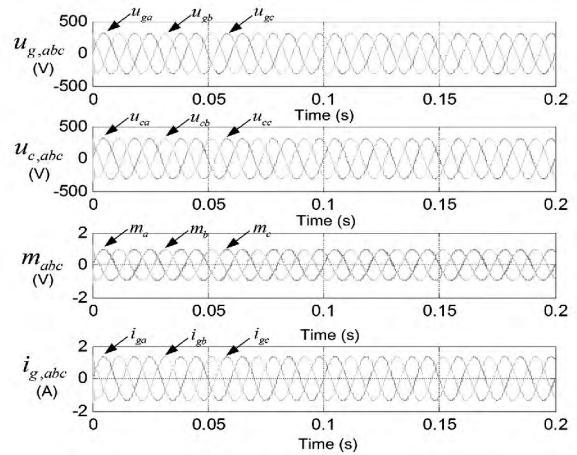 u_ga u_gb u_gc
500
u_g,abc 0
(V)
-500
0 0.05 0.1 0.15 0.2
Time (s)
u_ca u_cb u_cc
500
u_c,abc 0
(V)
-500
0 0.05 0.1 0.15 0.2
Time (s)
m_a m_b m_c
2
m_abc 0
(V)
-2
0 0.05 0.1 0.15 0.2
Time (s)
i_ga i_gb i_gc
2
i_g,abc 0
(A)
-2
0 0.05 0.1 0.15 0.2
Time (s)